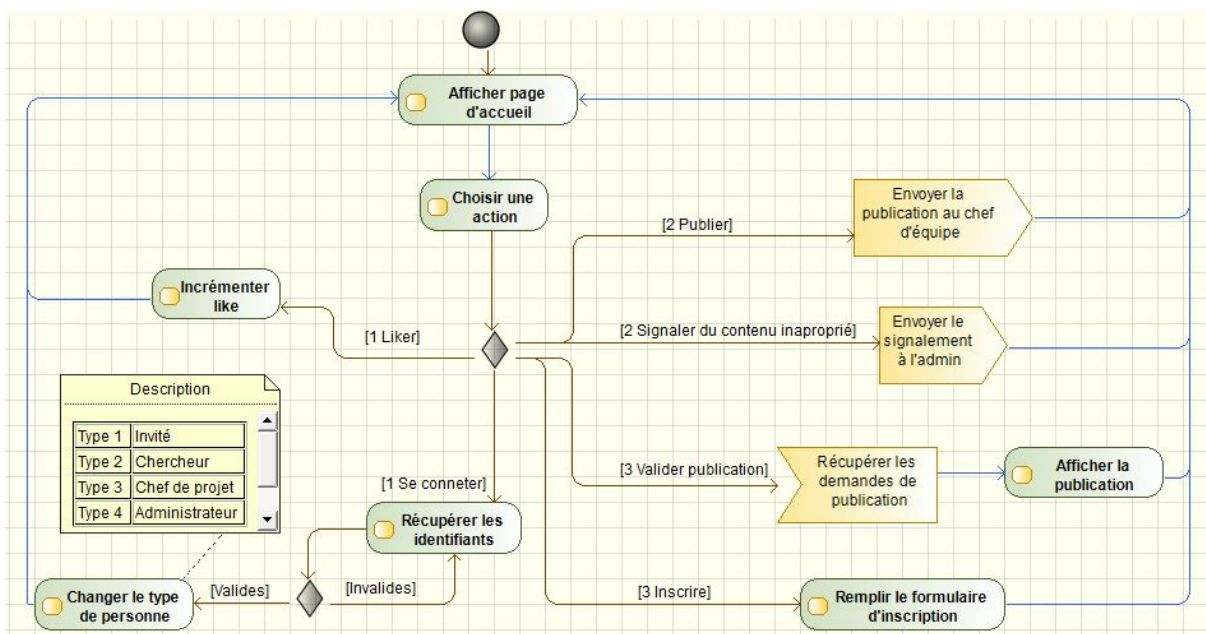 Afficher page
d'accueil
Choisir une
action
Envoyer la
publication au chef
d'équipe
[2 Publier]
Incrémenter
like
[1 Liker]
[2 Signaler du contenu inaproprié]
Envoyer le
signalement
à l'admin
Description
Type 1 Invité
Type 2 Chercheur
Type 3 Chef de projet
Type 4 Administrateur
[3 Valider publication]
Récupérer les
demandes de
publication
Afficher la
publication
[1 Se conneter]
Récupérer les
identifiants
[Valides]
[Invalides]
Changer le type
de personne
[3 Inscrire]
Remplir le formulaire
d'inscription